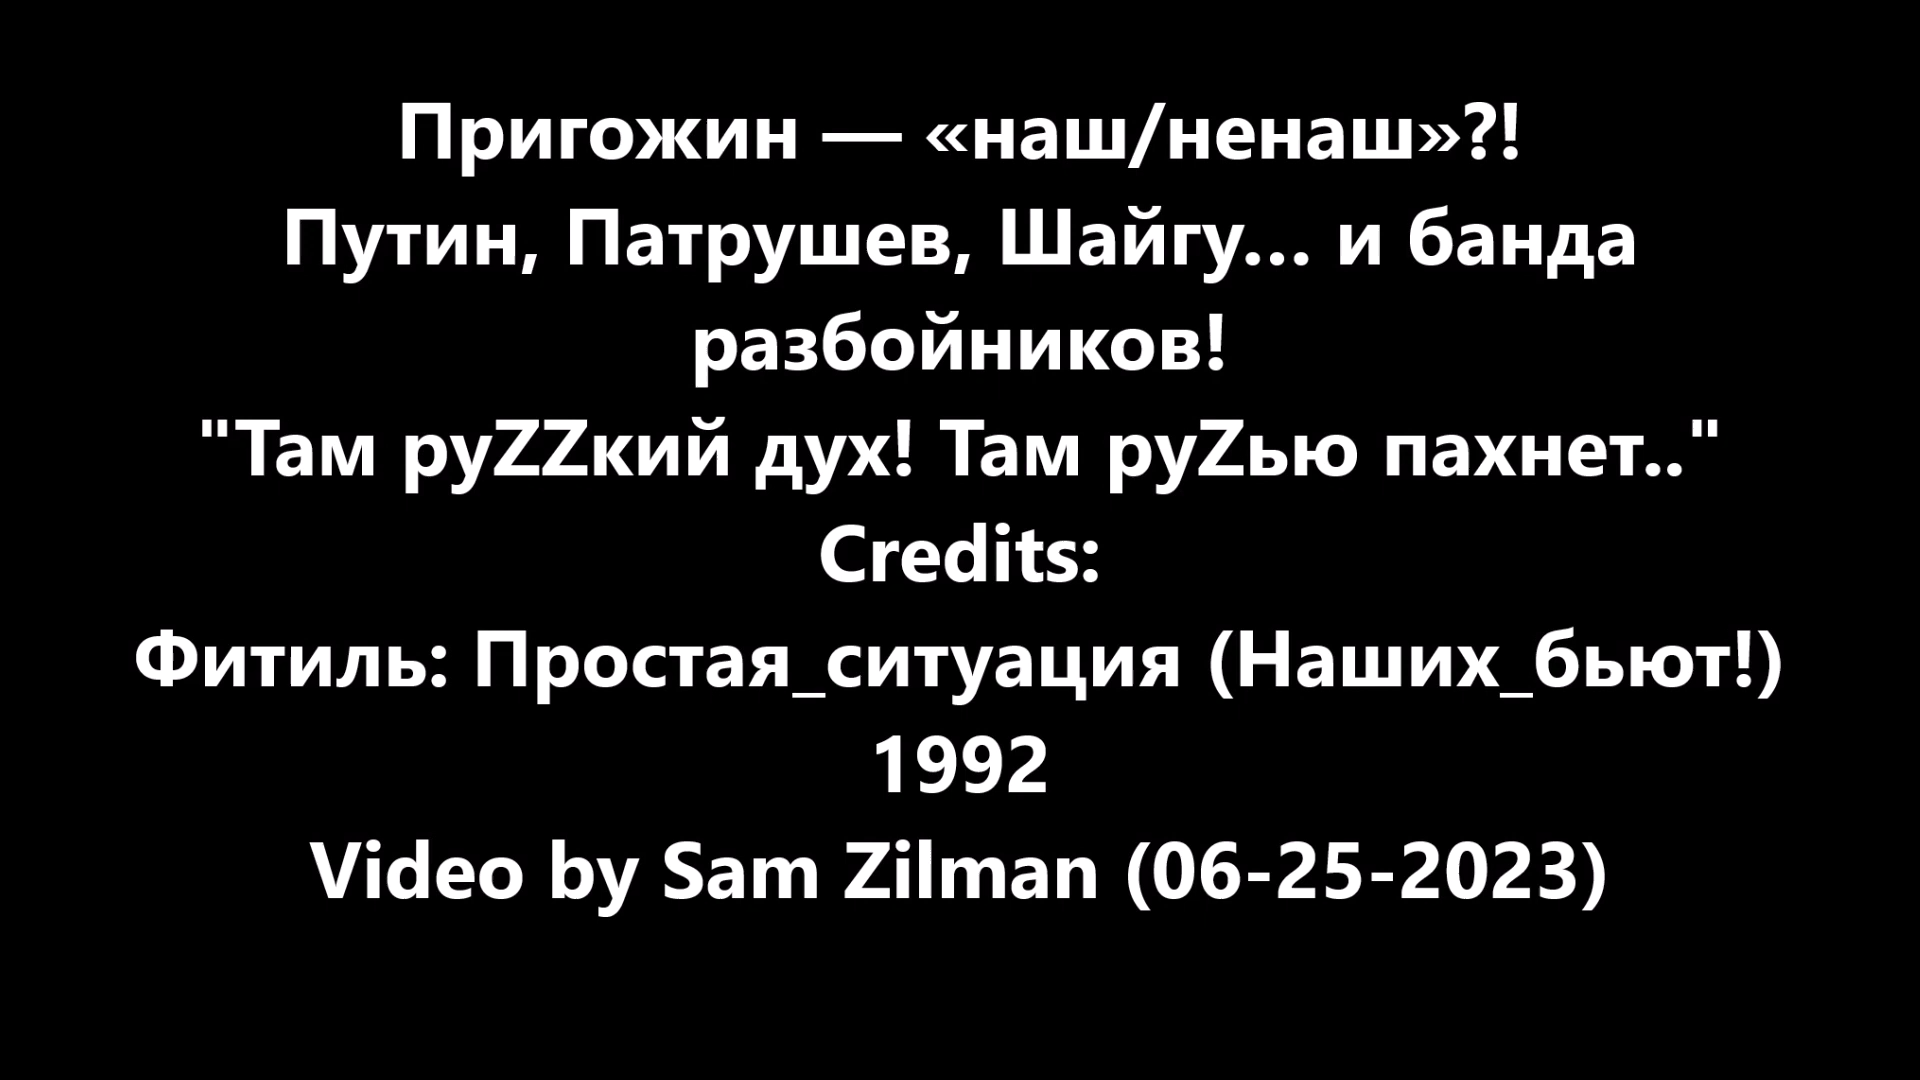 Пригожин — «наш/ненаш»?!
Путин, Патрушев, Шайгу... и банда
разбойников!
"Там руZZкий дух! Там руZью пахнет.."
Credits:
Фитиль: Простая_ситуация (Наших_бьют!)
1992
Video by Sam Zilman (06-25-2023)